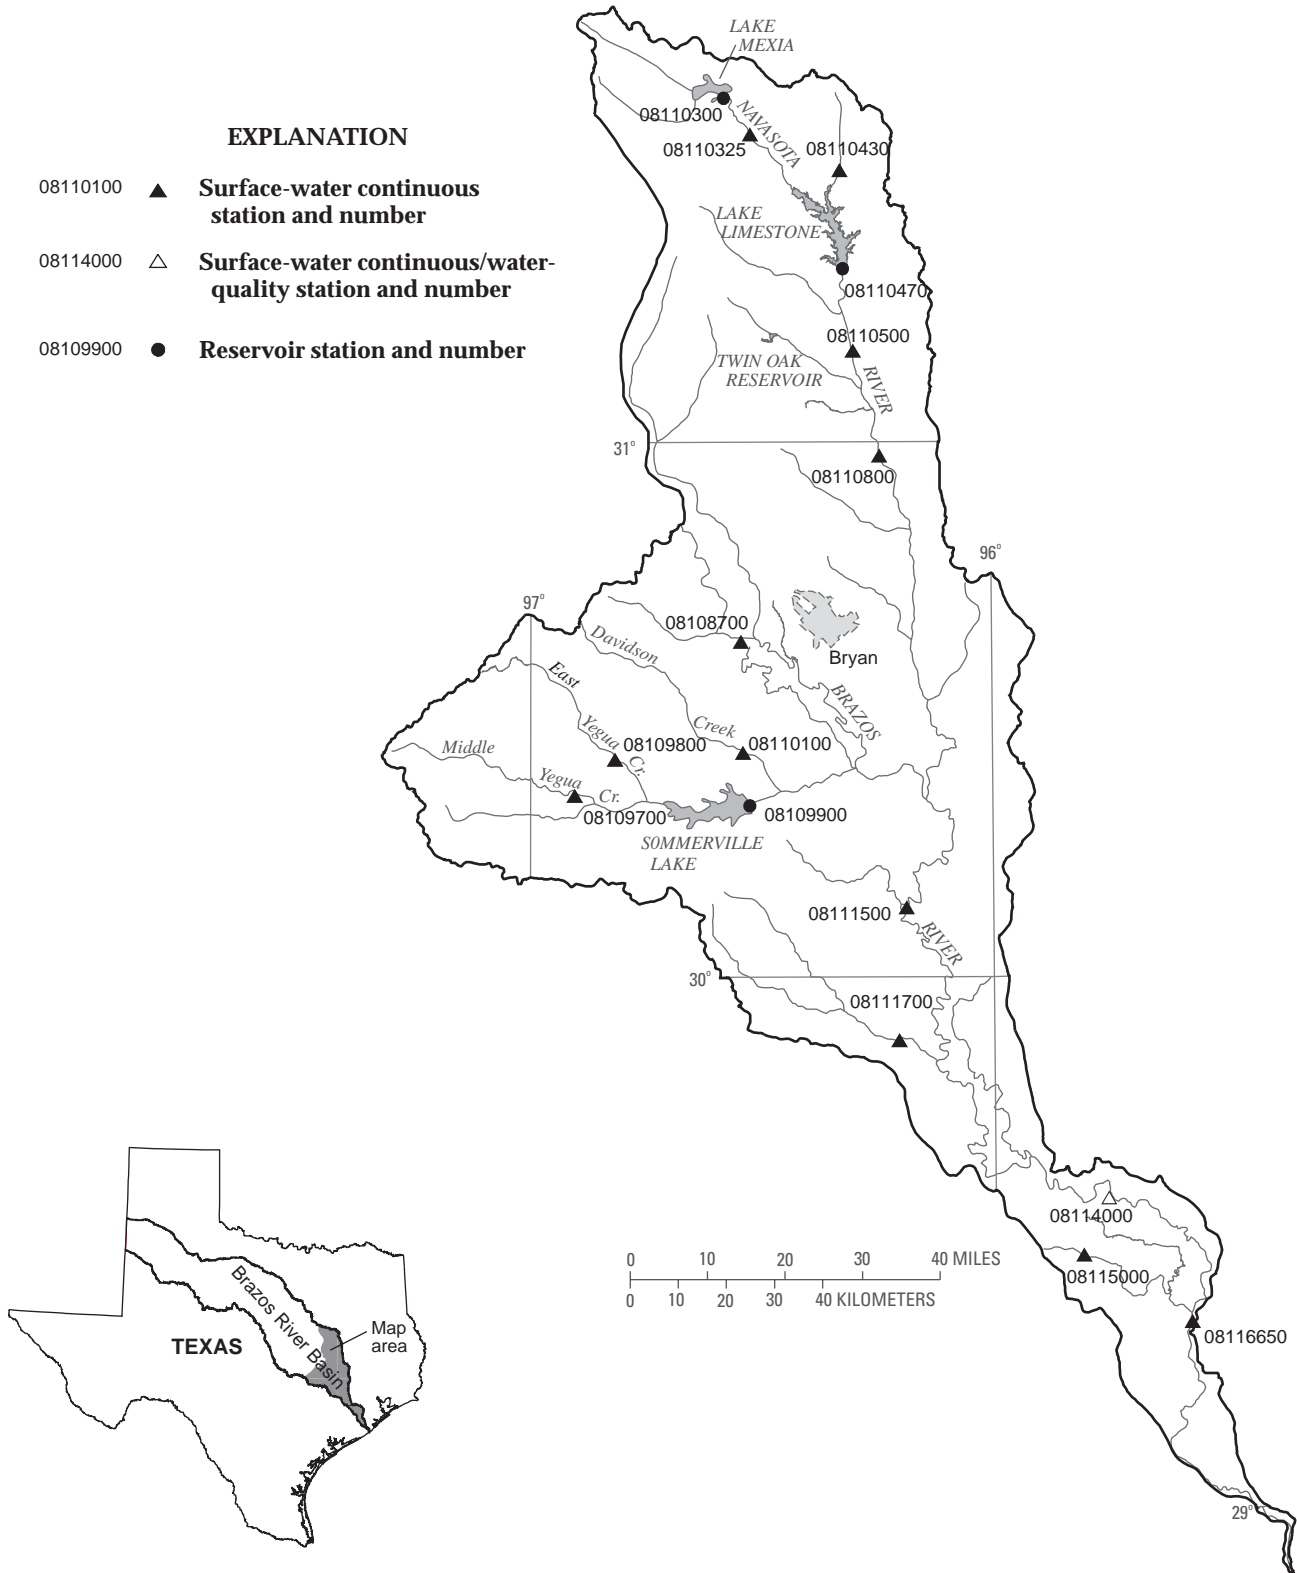 EXPLANATION
08110100 Surface-water continuous
station and number
08114000 Surface-water continuous/water-
quality station and number
08109900 Reservoir station and number
LAKE
MEXIA
08110300
NAVASOTA
08110325
08110430
LAKE
LIMESTONE
08110470
08110500
TWIN OAK
RESERVOIR
RIVER
31°
08110800
96°
97°
08108700
Davidson
Bryan
East
BRAZOS
Yegua
Creek
Middle
08109800
08110100
Cr.
Yegua
Cr.
08109700
08109900
S0MMERVILLE
LAKE
08111500
RIVER
30°
08111700
08114000
08115000
08116650
29°
0 10 20 30 40 MILES
0 10 20 30 40 KILOMETERS
Brazos River Basin
TEXAS
Map
area